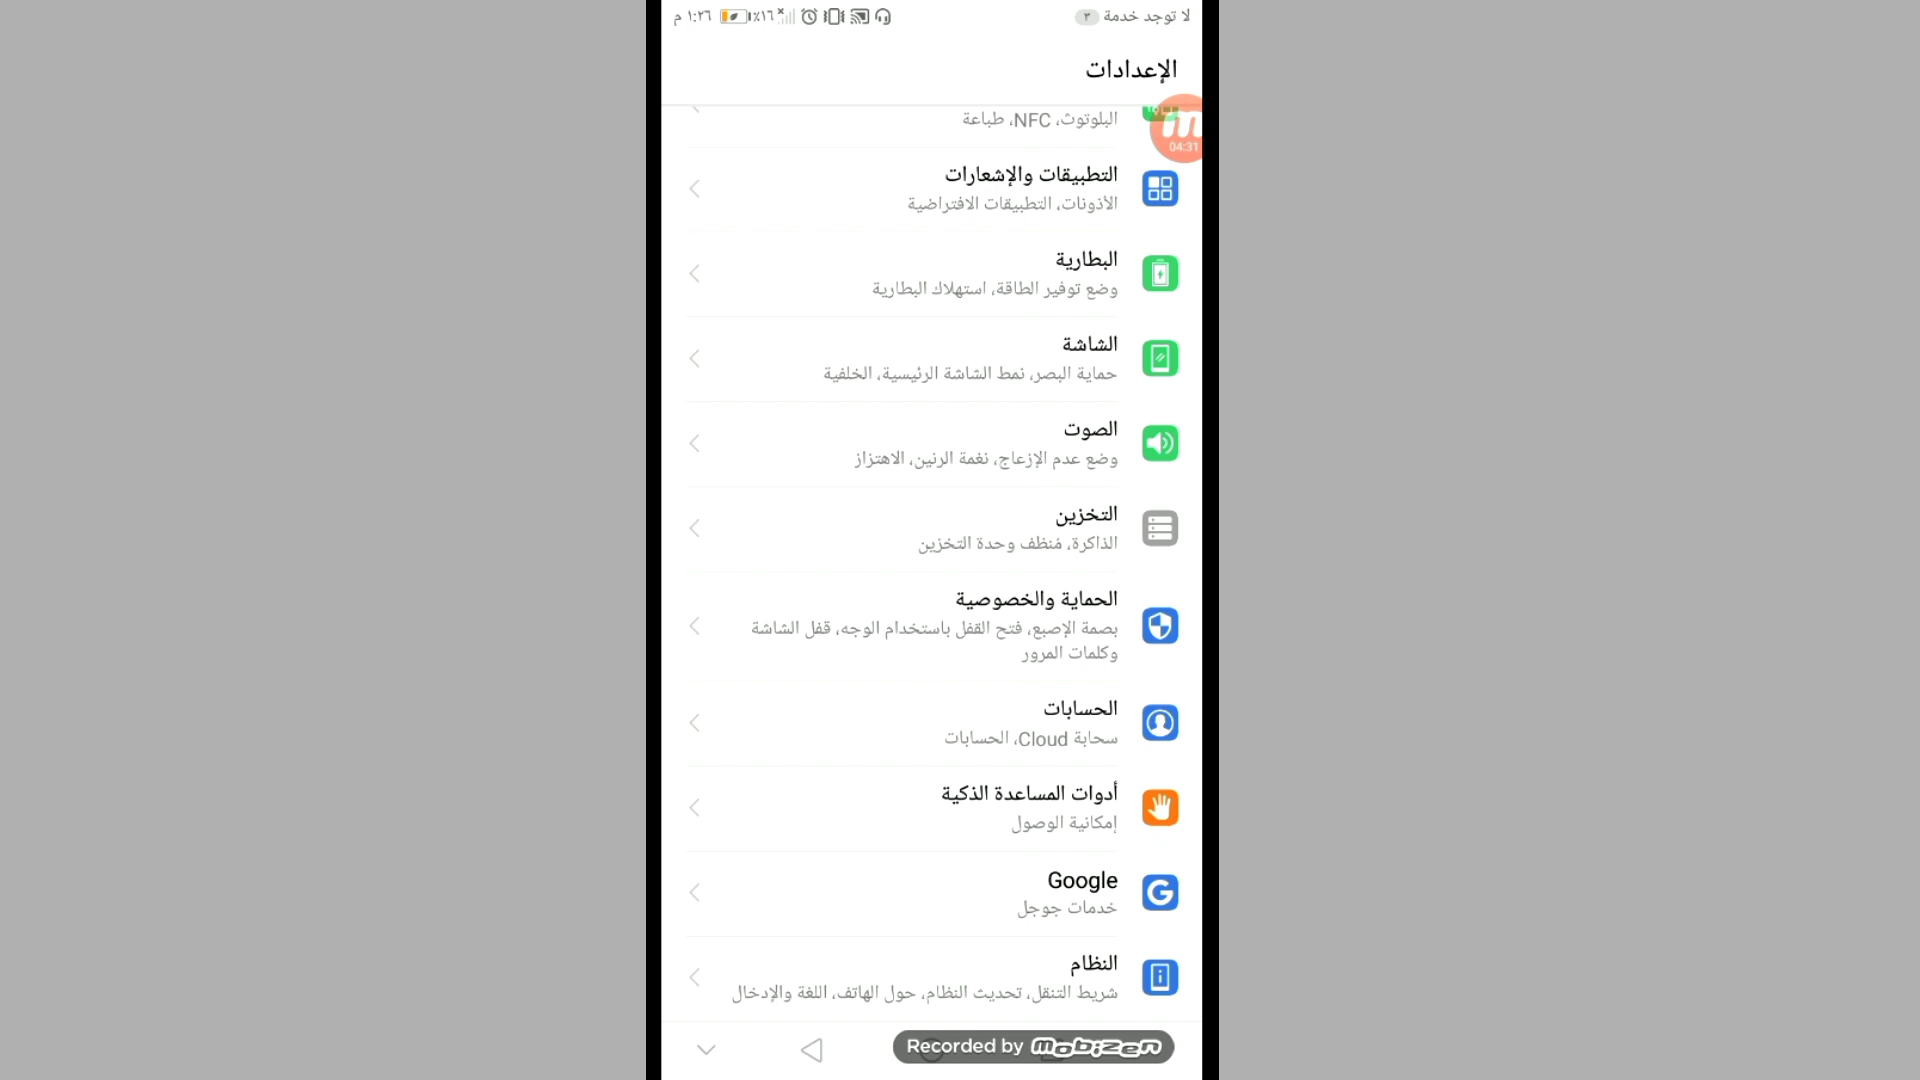 لا توجد خدمة ٣
٪١٦ ١:٢٦ م
الإعدادات
04:31
البلوتوث، NFC، طباعة
التطبيقات والإشعارات
الأذونات، التطبيقات الافتراضية
البطارية
وضع توفير الطاقة، استهلاك البطارية
الشاشة
حماية البصر، نمط الشاشة الرئيسية، الخلفية
الصوت
وضع عدم الإزعاج، نغمة الرنين، الاهتزاز
التخزين
الذاكرة، مُنظف وحدة التخزين
الحماية والخصوصية
بصمة الإصبع، فتح القفل باستخدام الوجه، قفل الشاشة
وكلمات المرور
الحسابات
سحابة Cloud، الحسابات
أدوات المساعدة الذكية
إمكانية الوصول
Google
خدمات جوجل
النظام
شريط التنقل، تحديث النظام، حول الهاتف، اللغة والإدخال
Recorded by mobizen